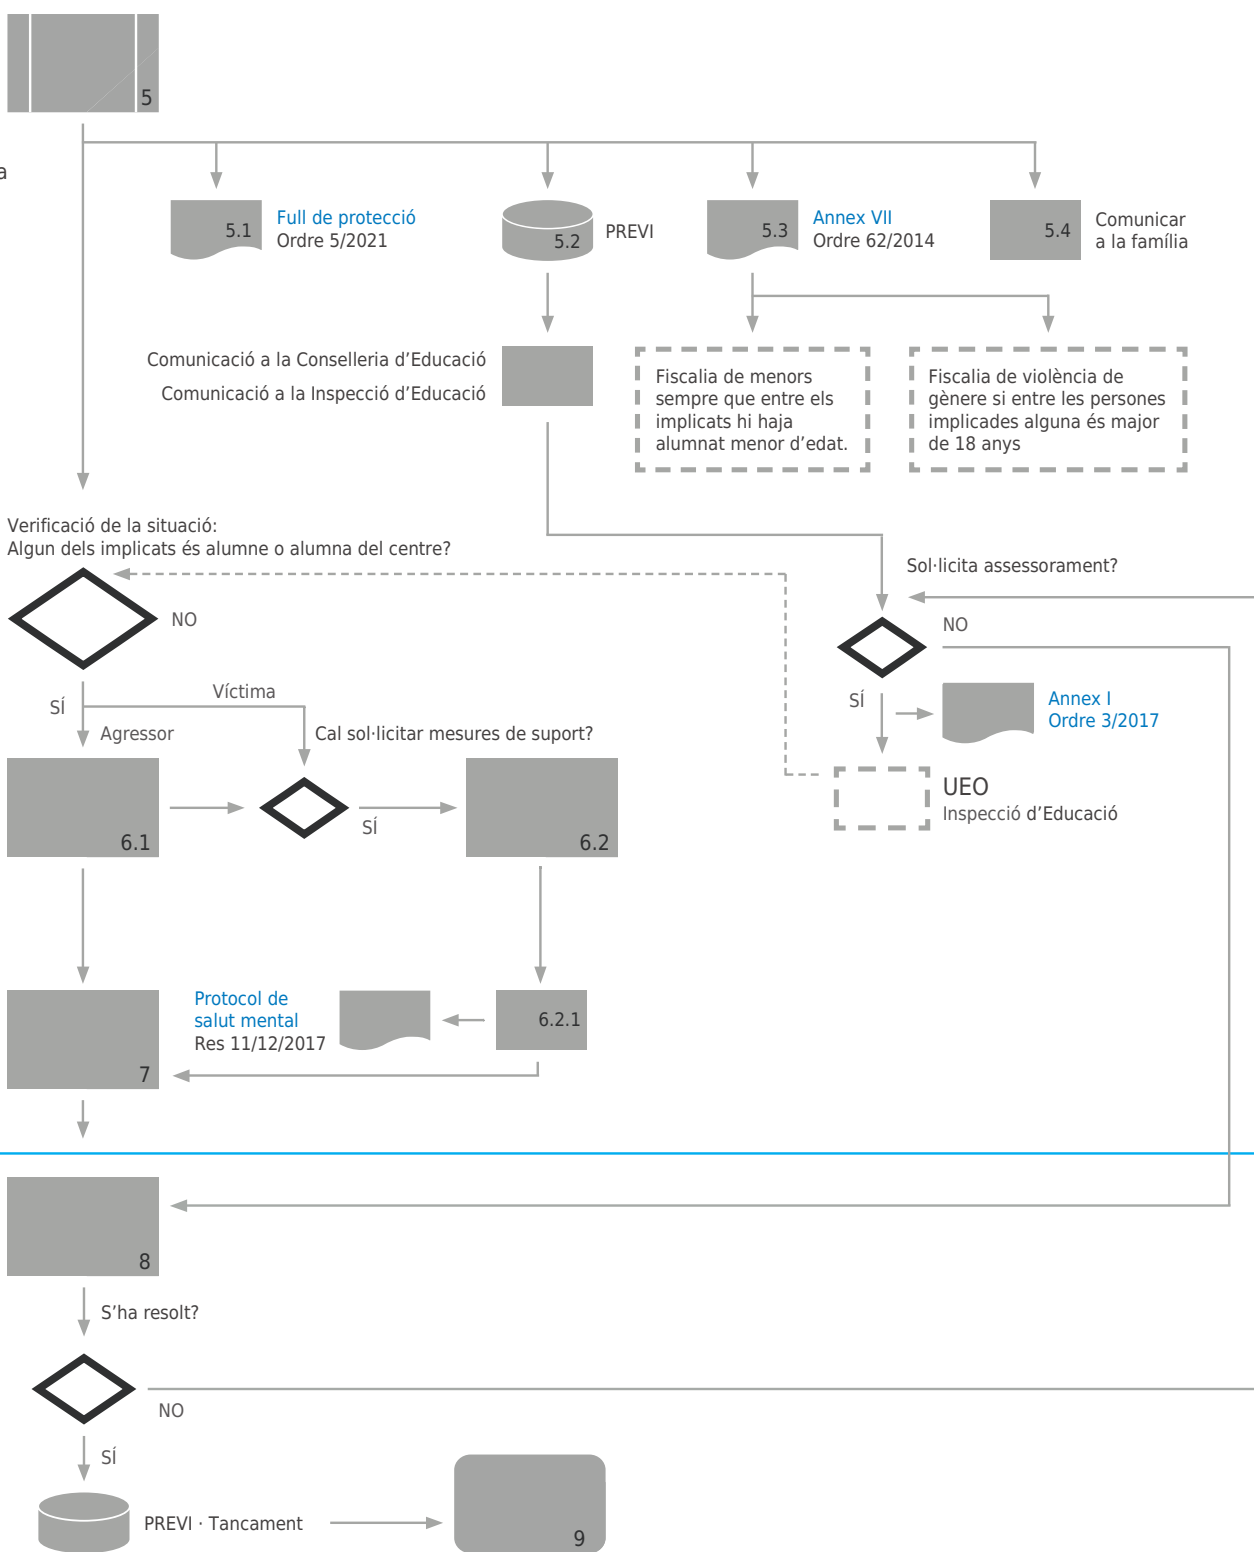 5
a
5.1
Full de protecció
Ordre 5/2021
5.2
PREVI
5.3
Annex VII
Ordre 62/2014
5.4
Comunicar
a la família
Comunicació a la Conselleria d’Educació
Comunicació a la Inspecció d’Educació
Fiscalia de menors
sempre que entre els
implicats hi haja
alumnat menor d’edat.
Fiscalia de violència de
gènere si entre les persones
implicades alguna és major
de 18 anys
Verificació de la situació:
Algun dels implicats és alumne o alumna del centre?
NO
Sol·licita assessorament?
NO
SÍ
Víctima
Agressor
Cal sol·licitar mesures de suport?
SÍ
Annex I
Ordre 3/2017
UEO
Inspecció d’Educació
6.1
SÍ
6.2
Protocol de
salut mental
Res 11/12/2017
6.2.1
7
8
S’ha resolt?
NO
SÍ
PREVI · Tancament
9